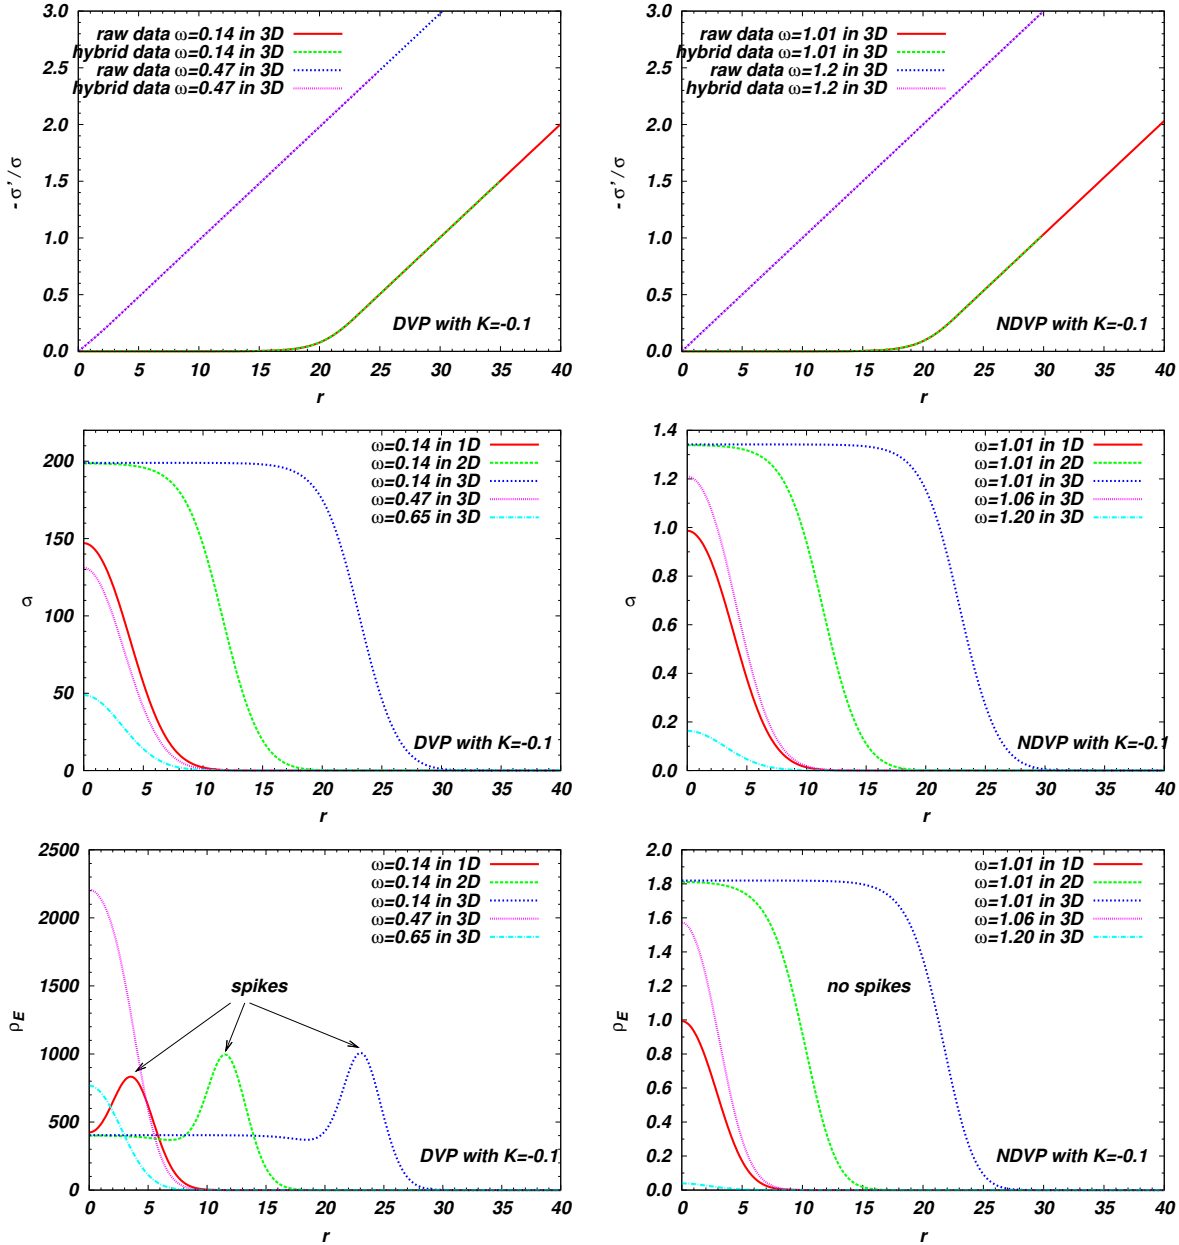 3.0
2.5
2.0
1.5
1.0
0.5
0.0
- σ'/σ
raw data ω=0.14 in 3D
hybrid data ω=0.14 in 3D
raw data ω=0.47 in 3D
hybrid data ω=0.47 in 3D
DVP with K=-0.1
0 5 10 15 20 25 30 35 40
r
3.0
2.5
2.0
1.5
1.0
0.5
0.0
- σ'/σ
raw data ω=1.01 in 3D
hybrid data ω=1.01 in 3D
raw data ω=1.2 in 3D
hybrid data ω=1.2 in 3D
NDVP with K=-0.1
0 5 10 15 20 25 30 35 40
r
200
150
100
50
0
σ
ω=0.14 in 1D
ω=0.14 in 2D
ω=0.14 in 3D
ω=0.47 in 3D
ω=0.65 in 3D
DVP with K=-0.1
0 5 10 15 20 25 30 35 40
r
1.4
1.2
1.0
0.8
0.6
0.4
0.2
0.0
σ
ω=1.01 in 1D
ω=1.01 in 2D
ω=1.01 in 3D
ω=1.06 in 3D
ω=1.20 in 3D
NDVP with K=-0.1
0 5 10 15 20 25 30 35 40
r
2500
2000
1500
1000
500
0
ρE
ω=0.14 in 1D
ω=0.14 in 2D
ω=0.14 in 3D
ω=0.47 in 3D
ω=0.65 in 3D
spikes
DVP with K=-0.1
0 5 10 15 20 25 30 35 40
r
2.0
1.8
1.6
1.4
1.2
1.0
0.8
0.6
0.4
0.2
0.0
ρE
ω=1.01 in 1D
ω=1.01 in 2D
ω=1.01 in 3D
ω=1.06 in 3D
ω=1.20 in 3D
no spikes
NDVP with K=-0.1
0 5 10 15 20 25 30 35 40
r